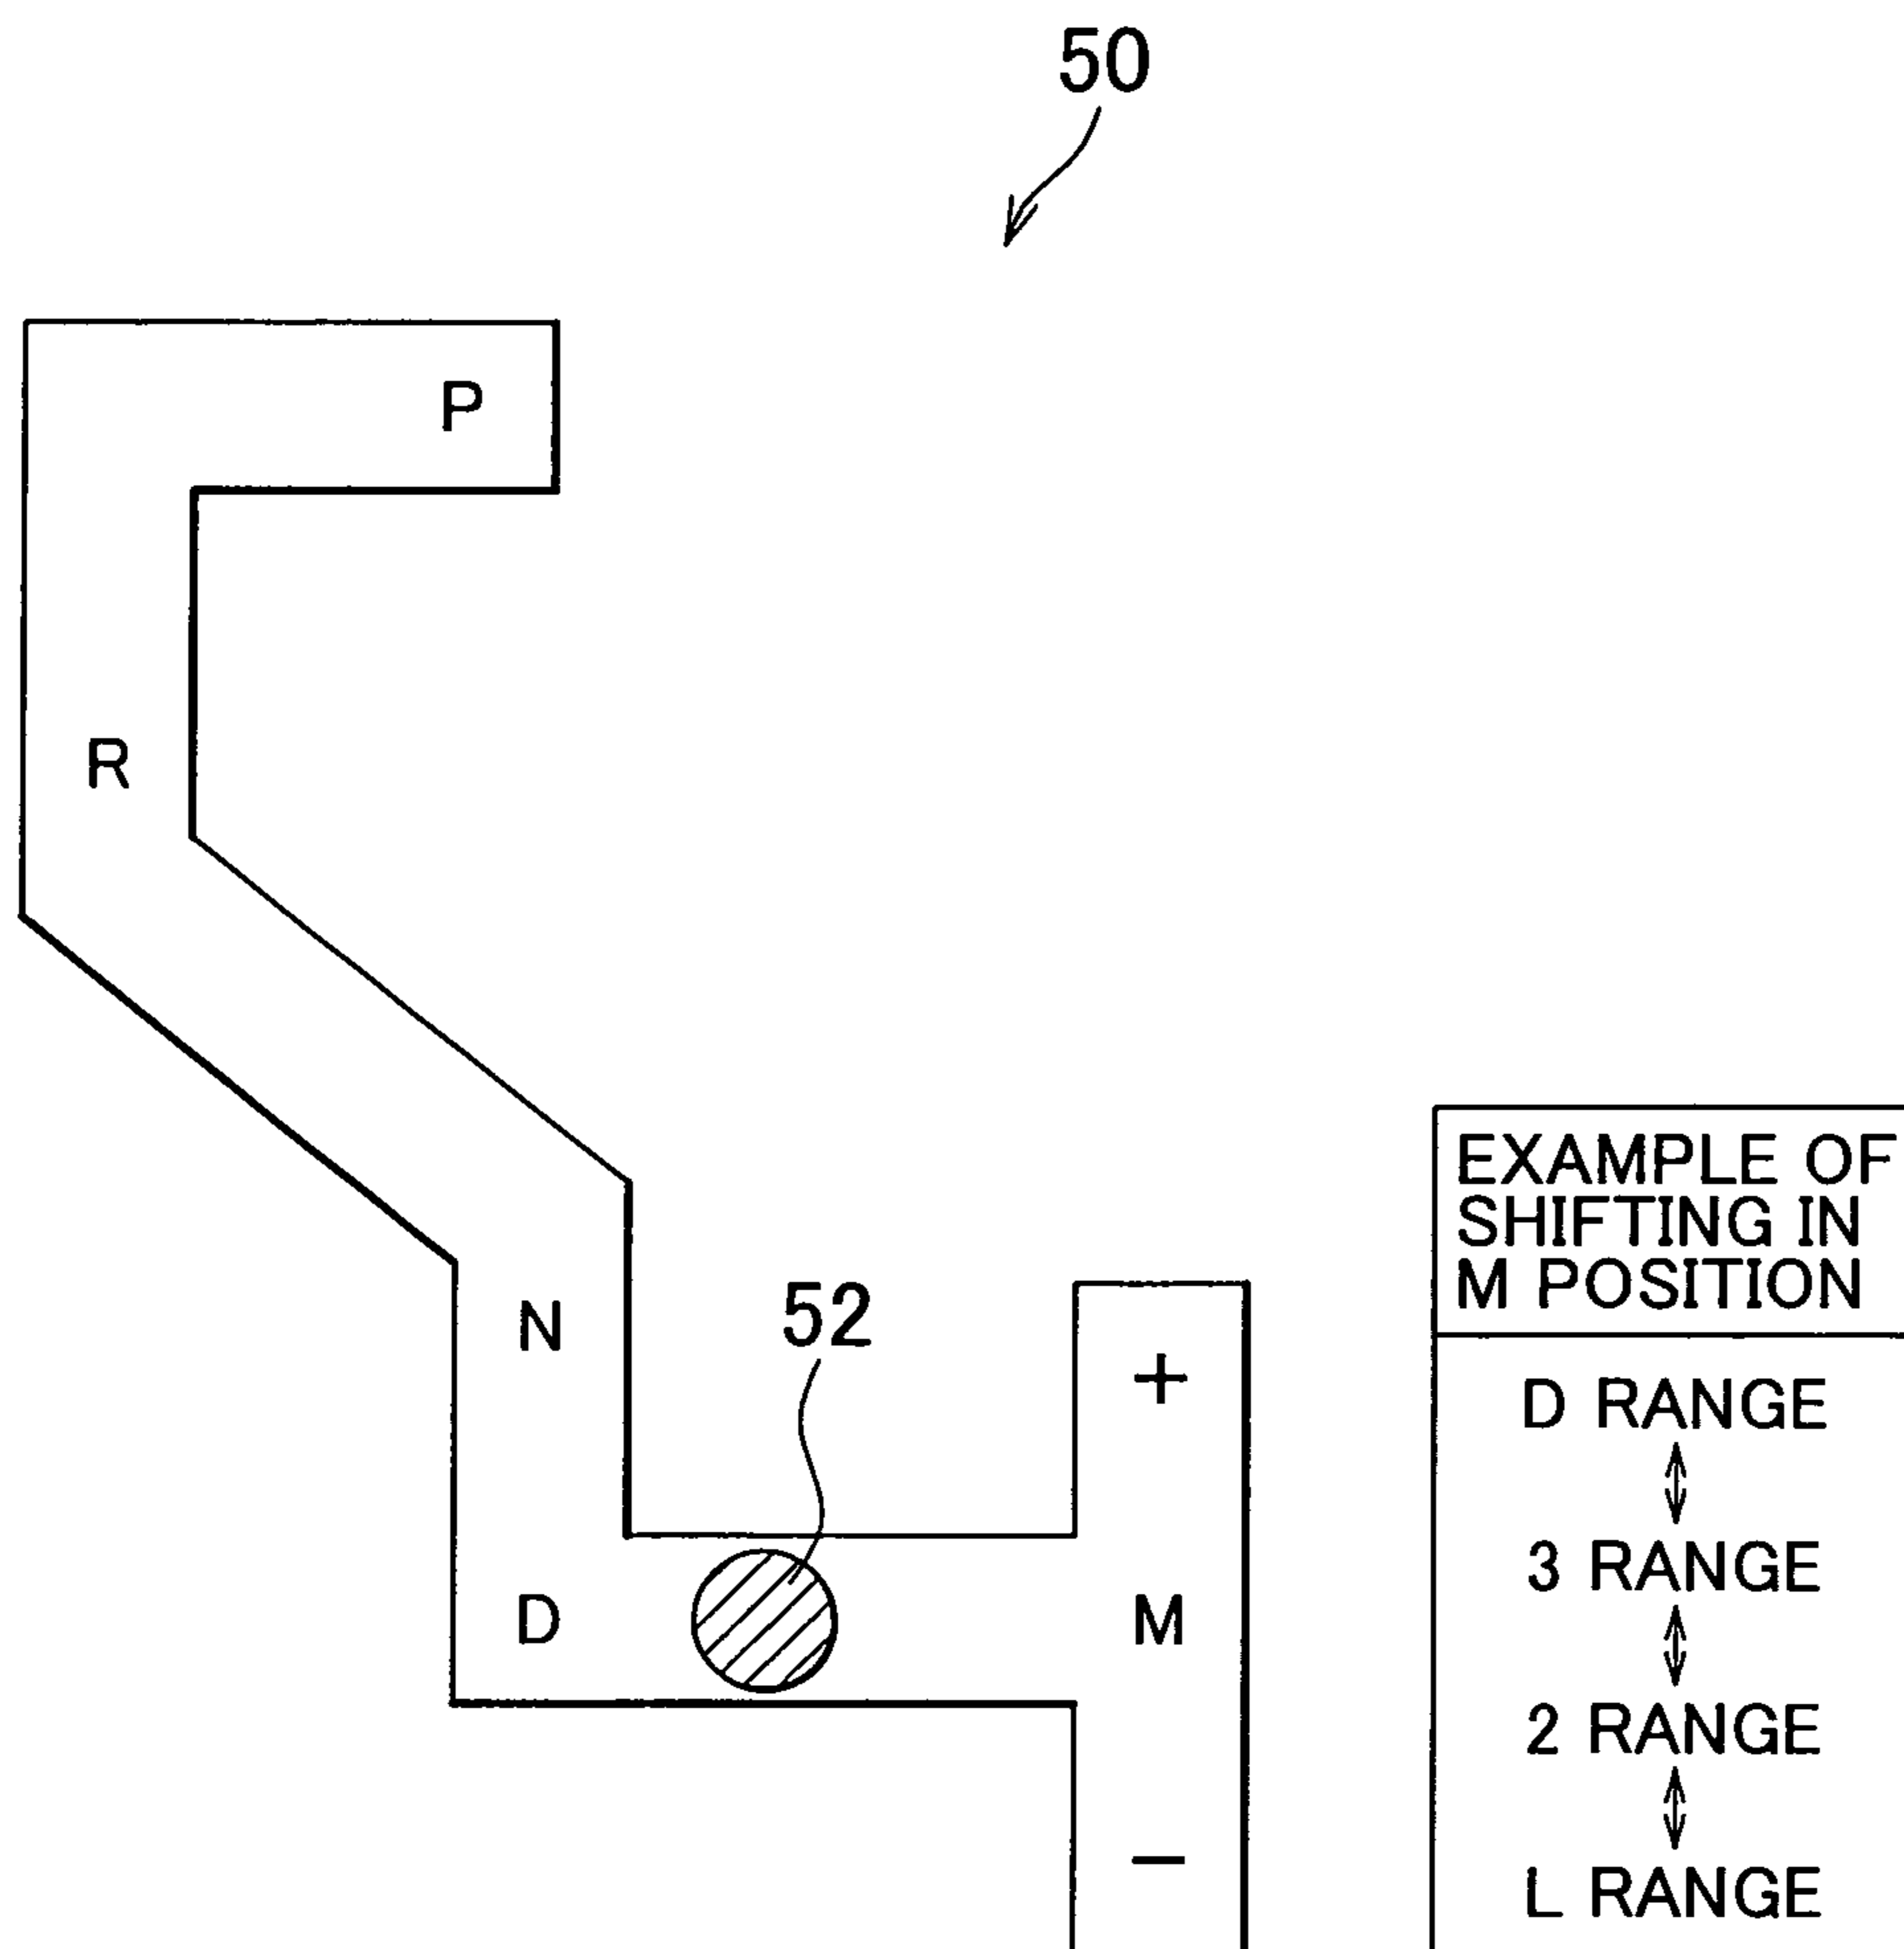 50
P
R
N
52
+
D
M
-
EXAMPLE OF
SHIFTING IN
M POSITION
D RANGE
3 RANGE
2 RANGE
L RANGE